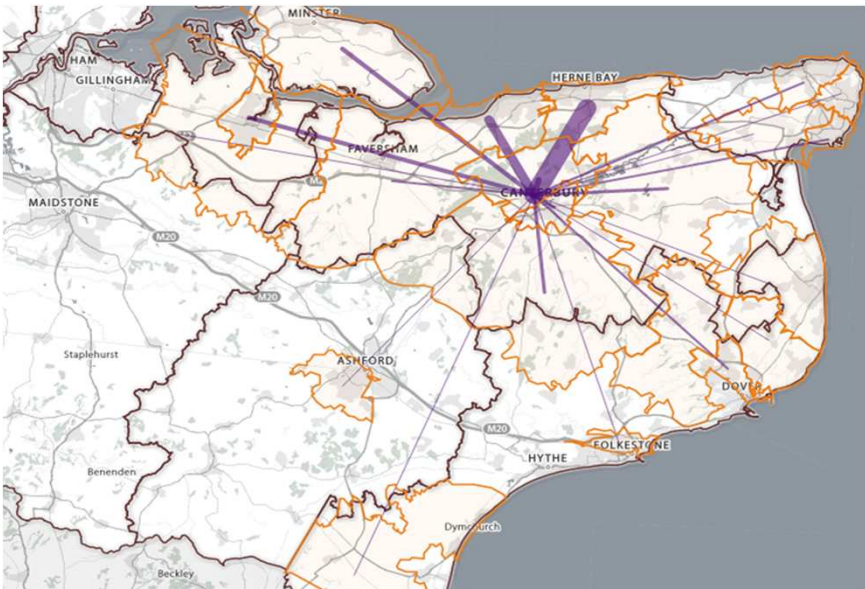 MINSTER
HAM
GILLINGHAM
HERNE BAY
FAVERSHAM
CANTERBURY
MAIDSTONE
M20
M20
Staplehurst
ASHFORD
DOVER
M20
FOLKESTONE
HYTHE
Benenden
Dymchurch
Beckley